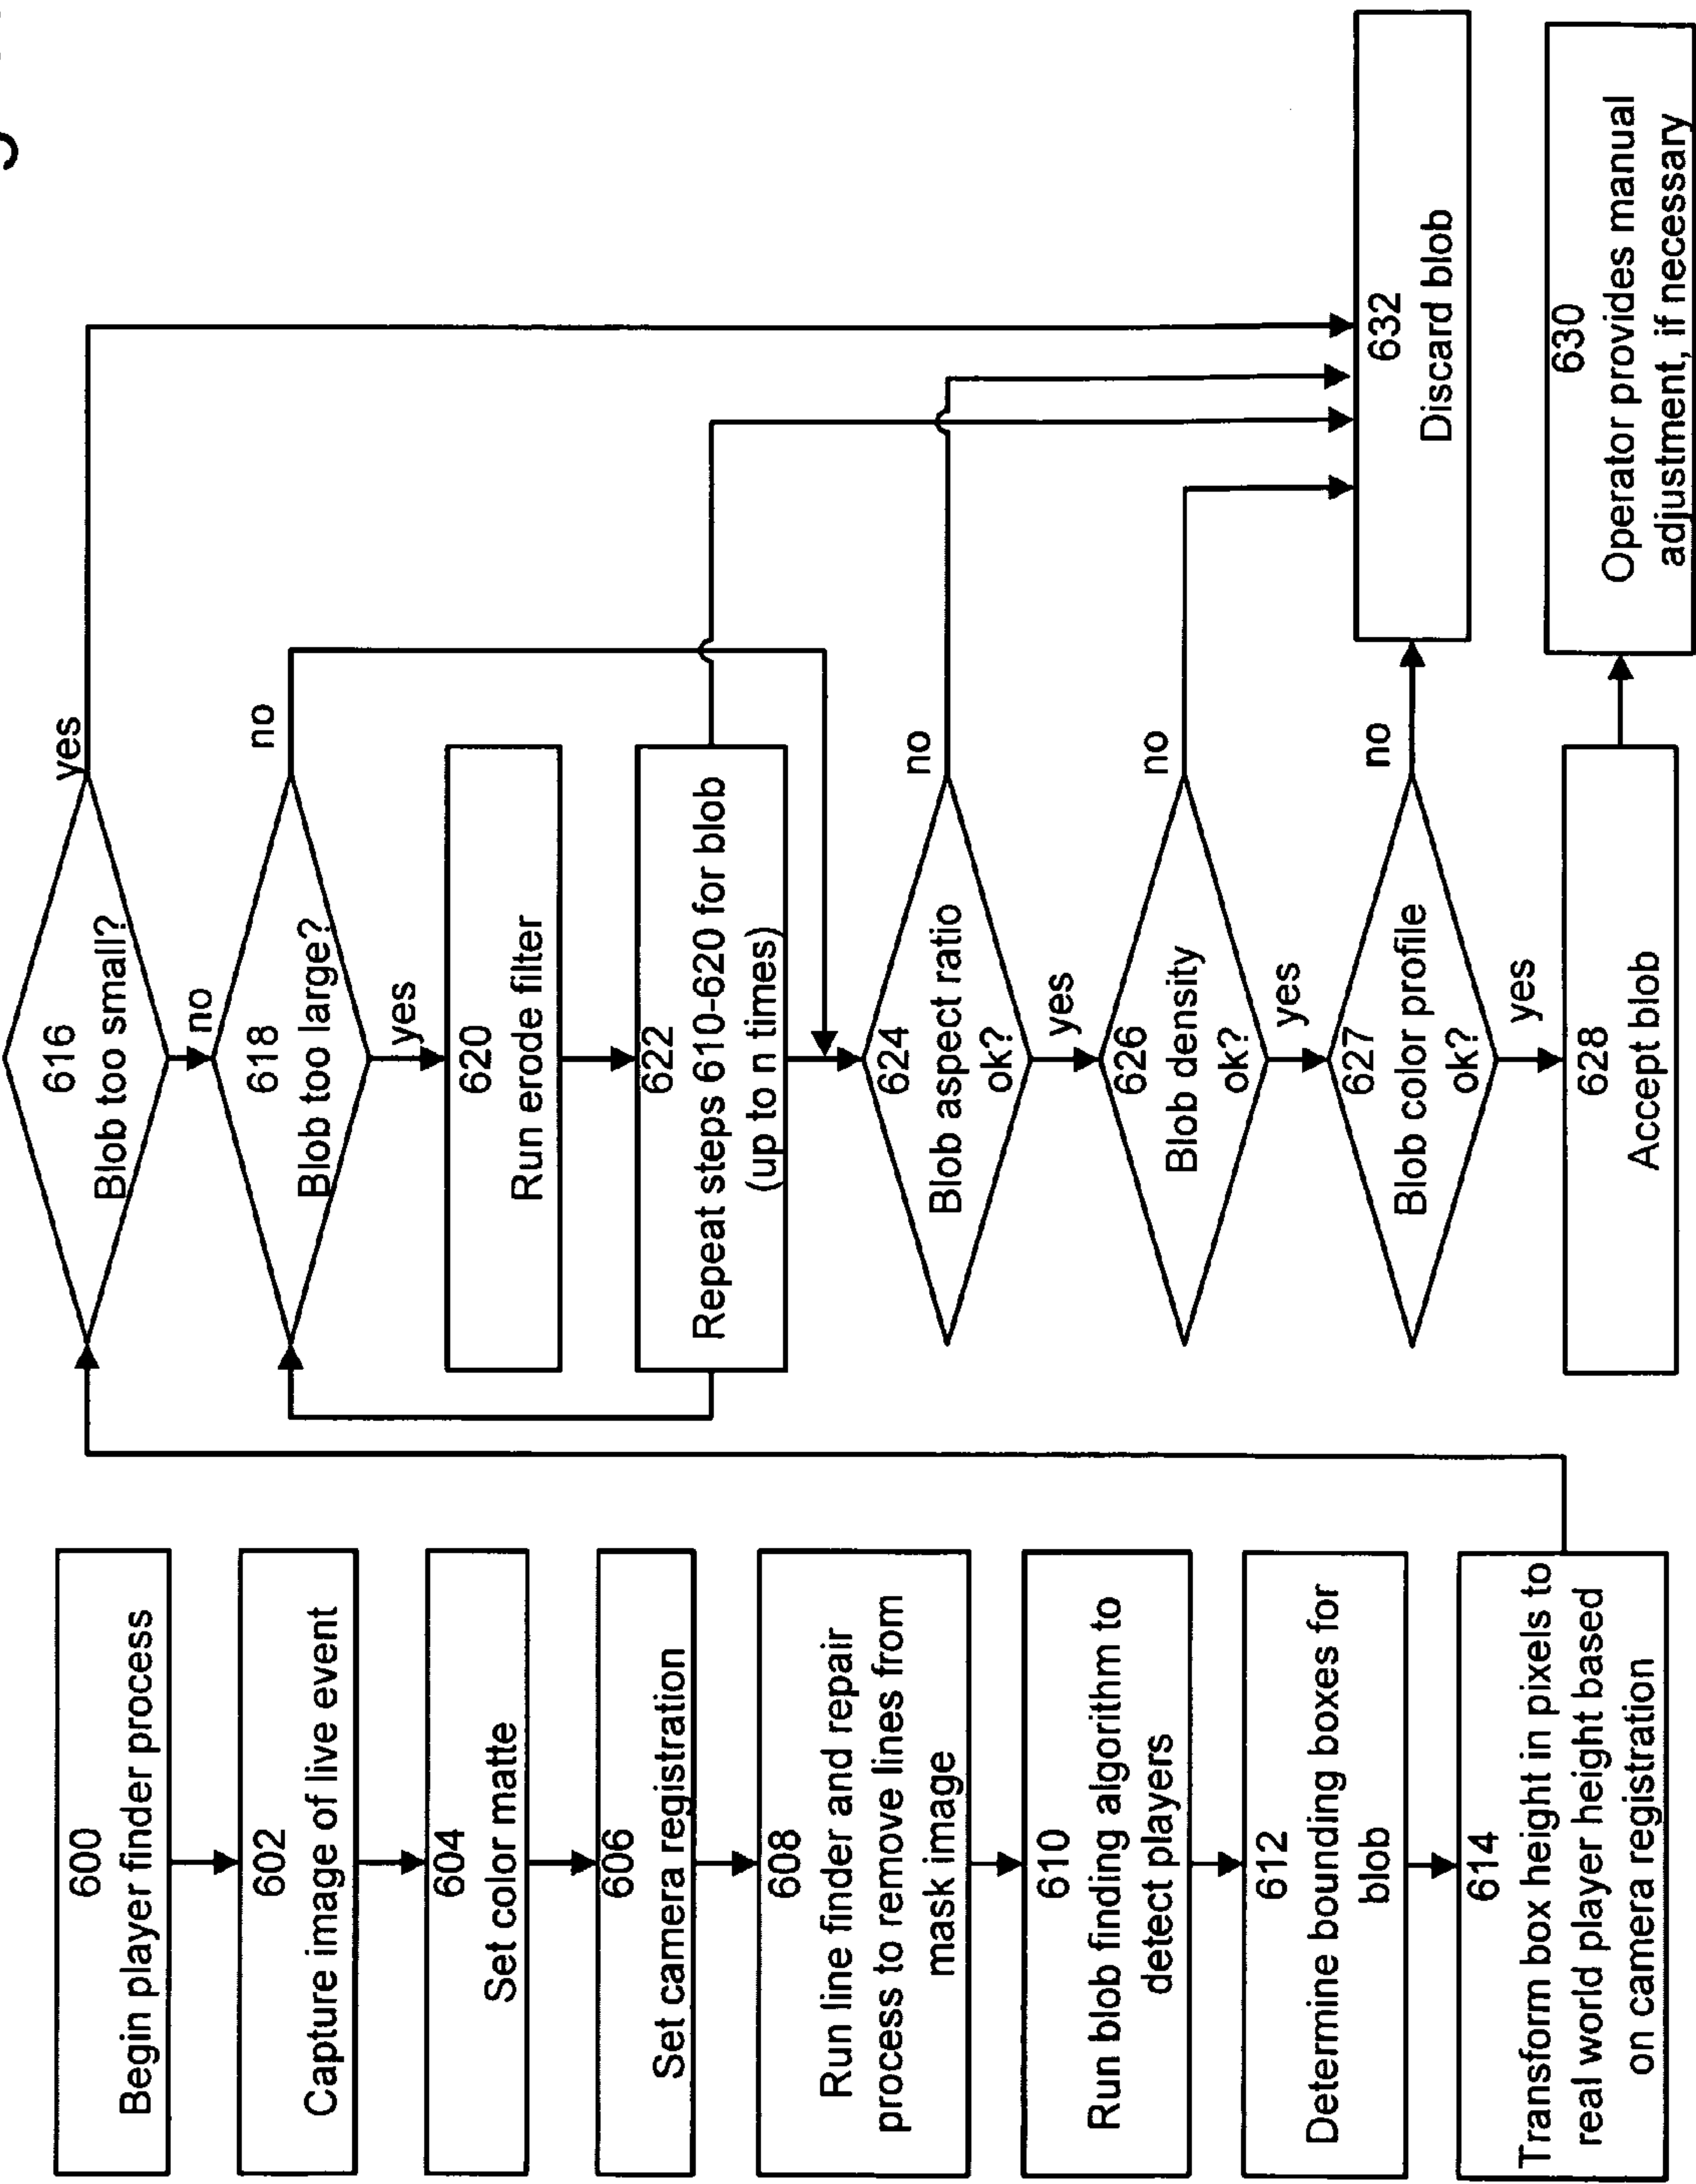 600
Begin player finder process
602
Capture image of live event
604
Set color matte
606
Set camera registration
608
Run line finder and repair
process to remove lines from
mask image
610
Run blob finding algorithm to
detect players
612
Determine bounding boxes for
blob
614
Transform box height in pixels to
real world player height based
on camera registration
616
Blob too small?
yes
no
618
Blob too large?
no
yes
620
Run erode filter
622
Repeat steps 610-620 for blob
(up to n times)
624
Blob aspect ratio
ok?
no
yes
626
Blob density
ok?
no
yes
627
Blob color profile
ok?
no
yes
628
Accept blob
632
Discard blob
630
Operator provides manual
adjustment, if necessary